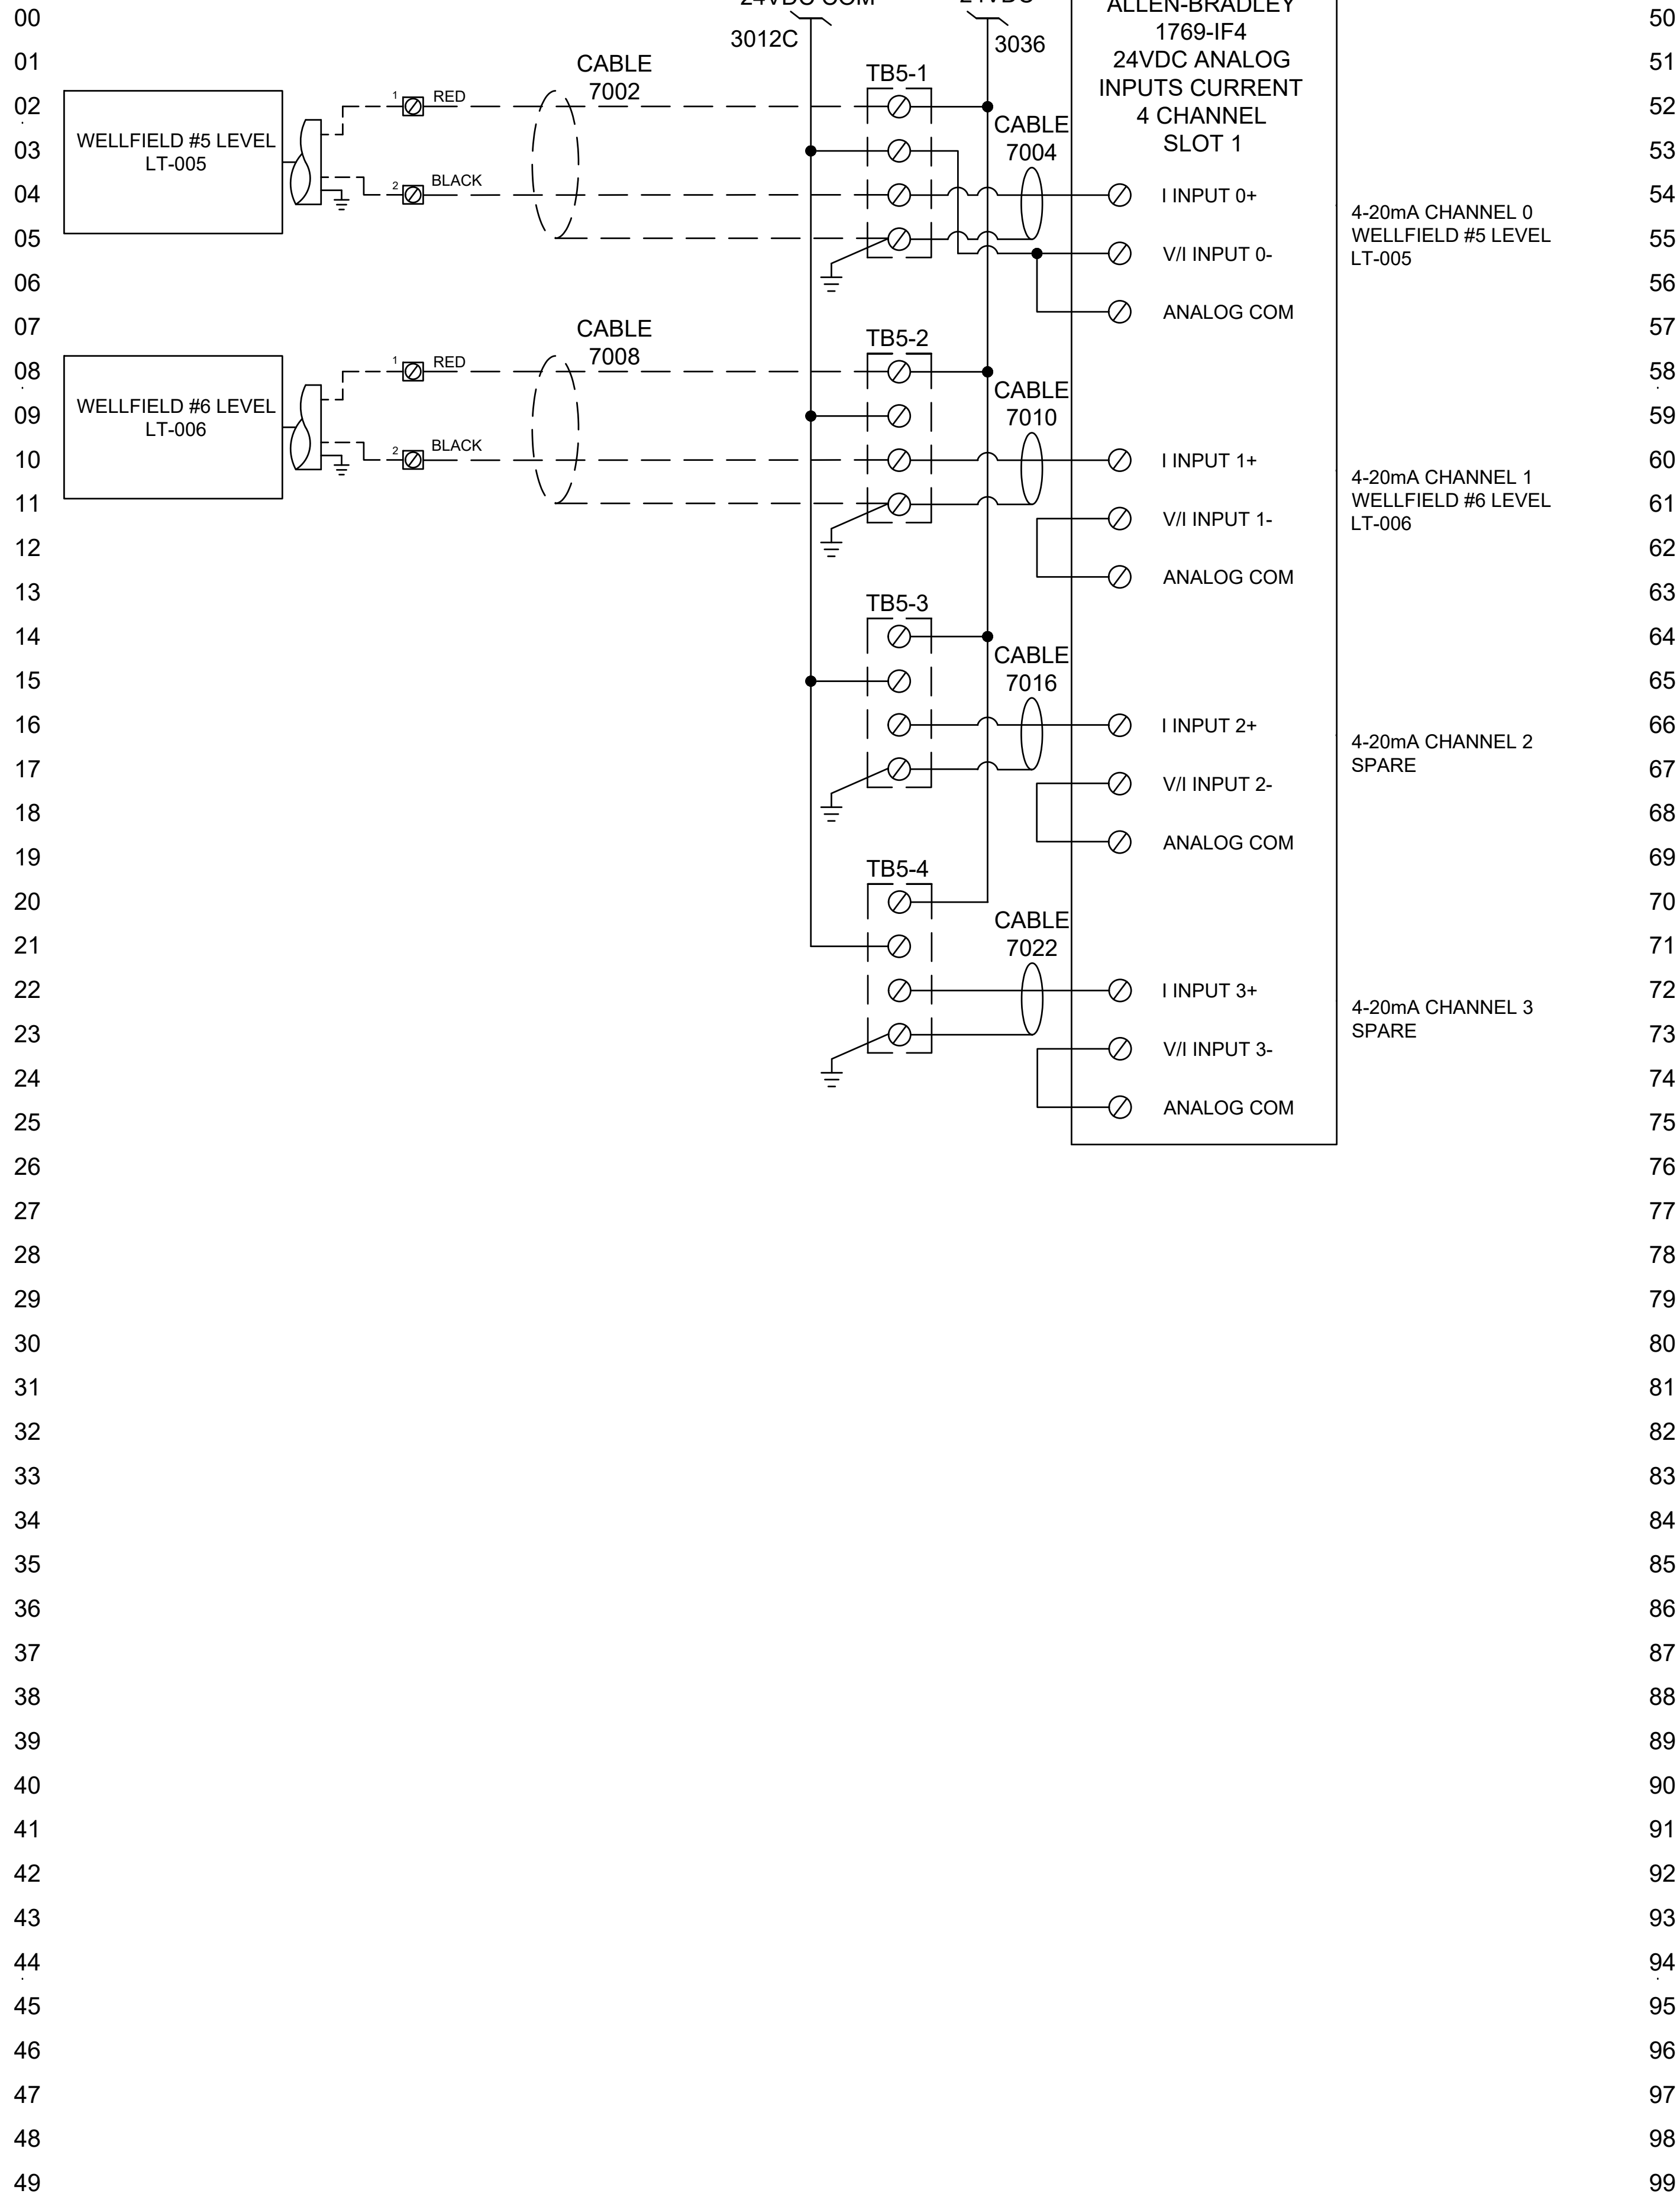 00
24VDC COM
24VDC
ALLEN-BRADLEY
50
3012C
3036
1769-IF4
01
CABLE
7002
TB5-1
24VDC ANALOG
51
INPUTS CURRENT
02
1
RED
4 CHANNEL
52
WELLFIELD #5 LEVEL
LT-005
CABLE
7004
SLOT 1
03
53
04
2
BLACK
I INPUT 0+
54
4-20mA CHANNEL 0
WELLFIELD #5 LEVEL
LT-005
05
V/I INPUT 0-
55
06
56
ANALOG COM
07
CABLE
7008
TB5-2
57
08
1
RED
58
WELLFIELD #6 LEVEL
LT-006
CABLE
7010
09
59
10
2
BLACK
I INPUT 1+
60
4-20mA CHANNEL 1
WELLFIELD #6 LEVEL
LT-006
11
V/I INPUT 1-
61
12
62
ANALOG COM
13
TB5-3
63
14
64
CABLE
7016
15
65
16
I INPUT 2+
66
4-20mA CHANNEL 2
SPARE
17
V/I INPUT 2-
67
18
68
ANALOG COM
19
TB5-4
69
20
70
CABLE
7022
21
71
22
I INPUT 3+
72
4-20mA CHANNEL 3
SPARE
23
V/I INPUT 3-
73
24
74
ANALOG COM
25
75
26
76
27
77
28
78
29
79
30
80
31
81
32
82
33
83
34
84
35
85
36
86
37
87
38
88
39
89
40
90
41
91
42
92
43
93
44
94
45
95
46
96
47
97
48
98
49
99